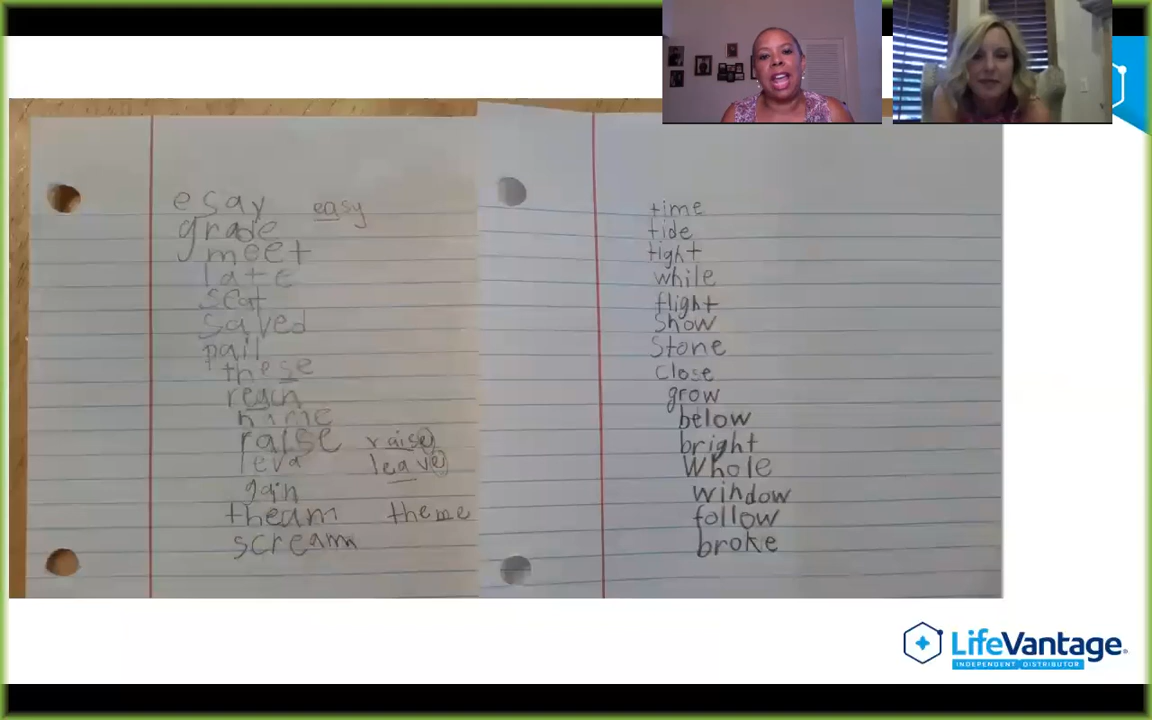 esay easy
grade
meet
late
seat
saved
pail
these
reach
raise raise
leva leave
gain
theam theme
scream
time
tide
tight
while
flight
Show
Stone
close
grow
below
bright
Whole
window
follow
broke
LifeVantage
INDEPENDENT DISTRIBUTOR